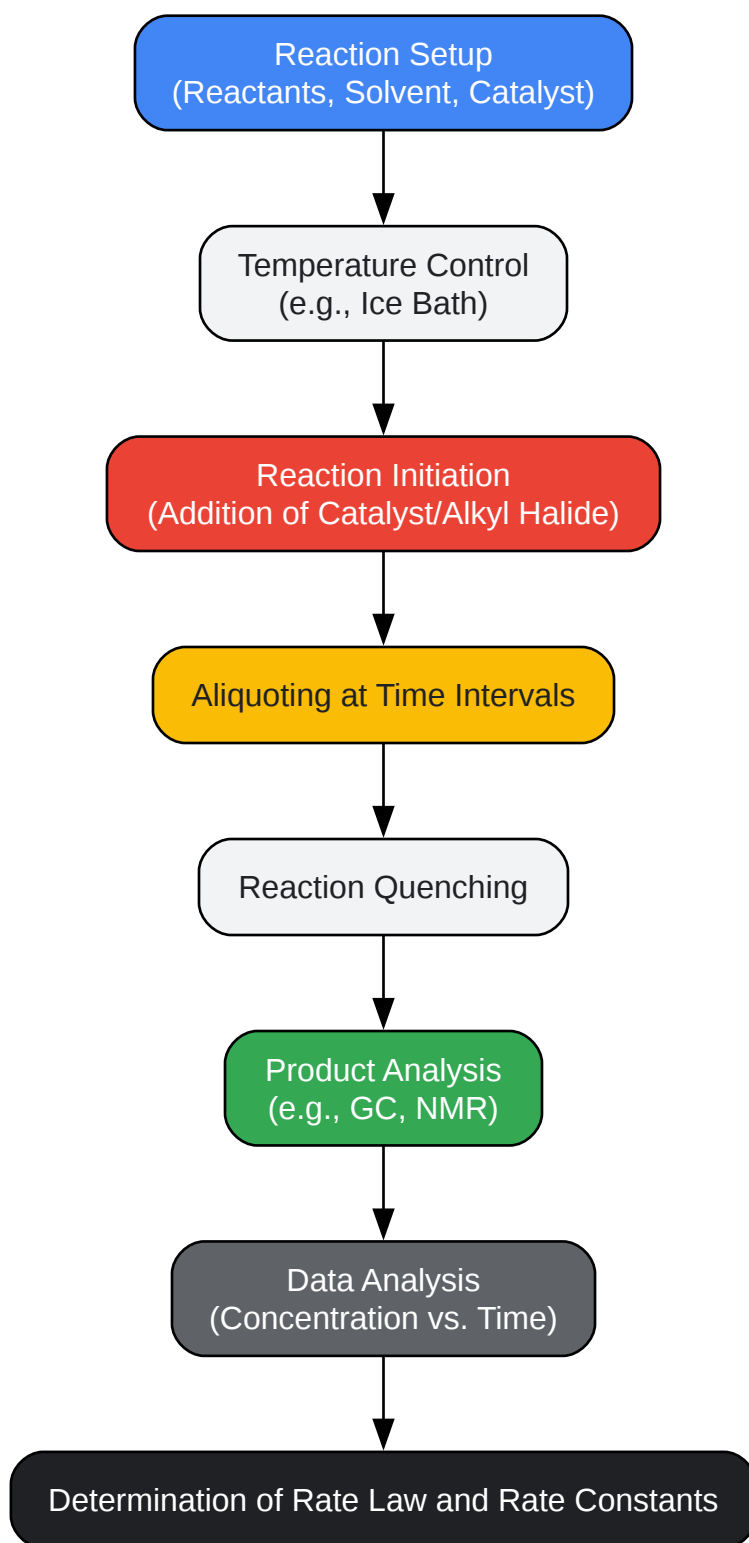 Reaction Setup
(Reactants, Solvent, Catalyst)
Temperature Control
(e.g., Ice Bath)
Reaction Initiation
(Addition of Catalyst/Alkyl Halide)
Aliquoting at Time Intervals
Reaction Quenching
Product Analysis
(e.g., GC, NMR)
Data Analysis
(Concentration vs. Time)
Determination of Rate Law and Rate Constants